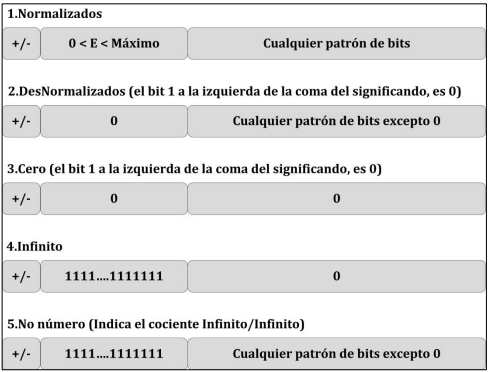 1.Normalizados
+/- 0 < E < Máximo Cualquier patrón de bits
2.DesNormalizados (el bit 1 a la izquierda de la coma del significando, es 0)
+/- 0 Cualquier patrón de bits excepto 0
3.Cero (el bit 1 a la izquierda de la coma del significando, es 0)
+/- 0 0
4.Infinito
+/- 1111....1111111 0
5.No número (Indica el cociente Infinito/Infinito)
+/- 1111....1111111 Cualquier patrón de bits excepto 0